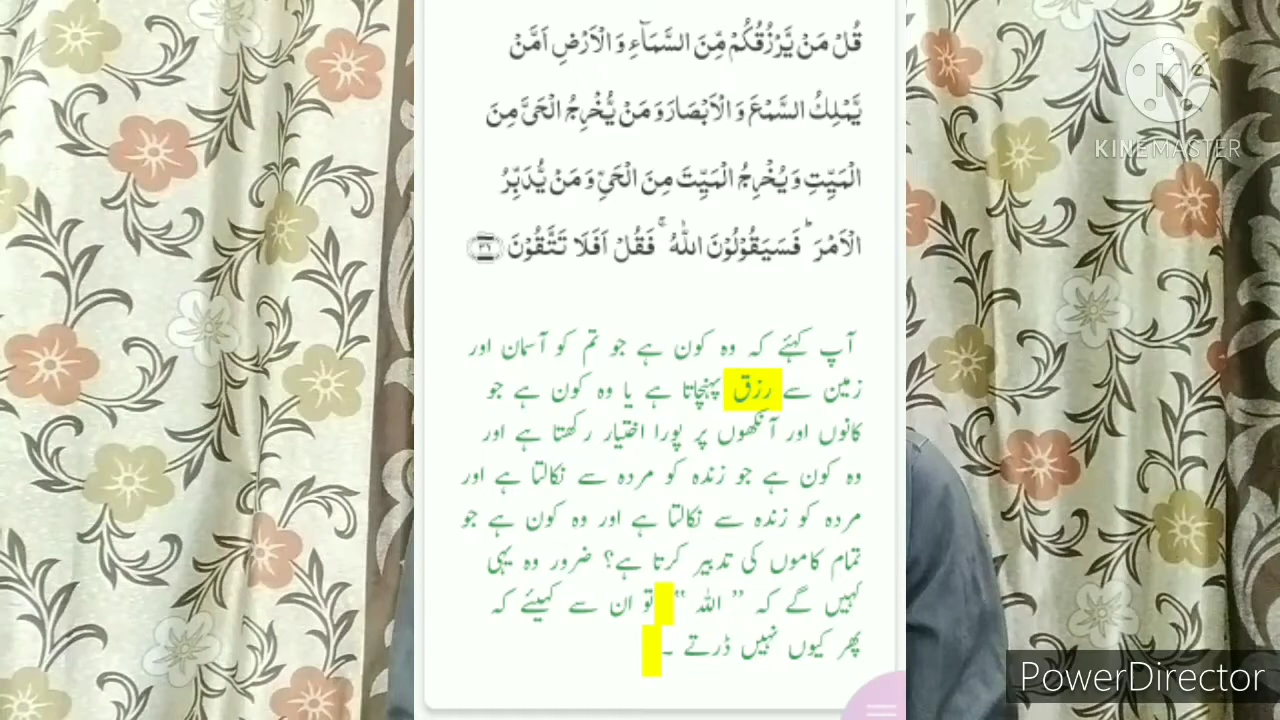 قُلْ مَنْ يَّرْزُقُكُمْ مِّنَ السَّمَآءِ وَ الْاَرْضِ اَمَّنْ
يَّمْلِكُ السَّمْعَ وَ الْاَبْصَارَ وَ مَنْ يُّخْرِجُ الْحَیَّ مِنَ
الْمَيِّتِ وَ يُخْرِجُ الْمَيِّتَ مِنَ الْحَیِّ وَ مَنْ يُّدَبِّرُ
الْاَمْرَ ؕ فَسَيَقُوْلُوْنَ اللّٰهُ ۚ فَقُلْ اَفَلَا تَتَّقُوْنَ ﴿۳۱﴾
آپ کہئے کہ وہ کون ہے جو تم کو آسمان اور
زمین سے رزق پہنچاتا ہے یا وہ کون ہے جو
کانوں اور آنکھوں پر پورا اختیار رکھتا ہے اور
وہ کون ہے جو زندہ کو مردہ سے نکالتا ہے اور
مردہ کو زندہ سے نکالتا ہے اور وہ کون ہے جو
تمام کاموں کی تدبیر کرتا ہے؟ ضرور وہ یہی
کہیں گے کہ ’’ اللہ ‘‘ تو ان سے کہیئے کہ
پھر کیوں نہیں ڈرتے ۔
KINEMASTER
PowerDirector